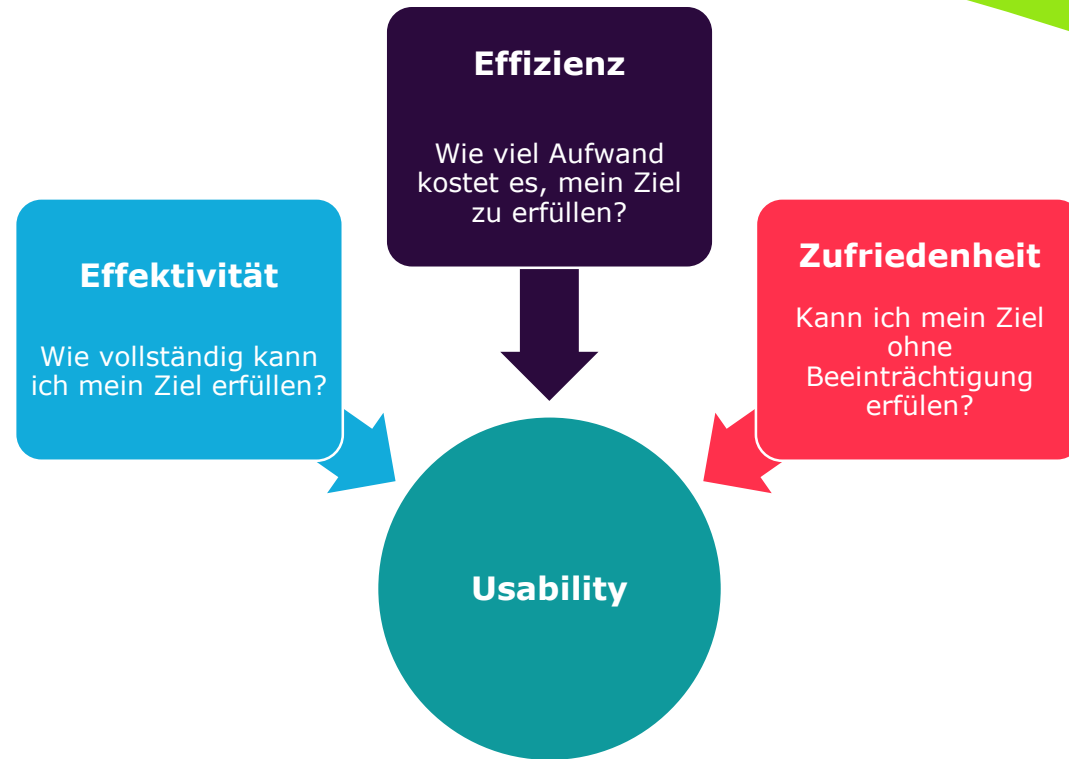 Effizienz
Wie viel Aufwand
kostet es, mein Ziel
zu erfüllen?
Effektivität
Wie vollständig kann
ich mein Ziel erfüllen?
Zufriedenheit
Kann ich mein Ziel
ohne
Beeinträchtigung
erfülen?
Usability